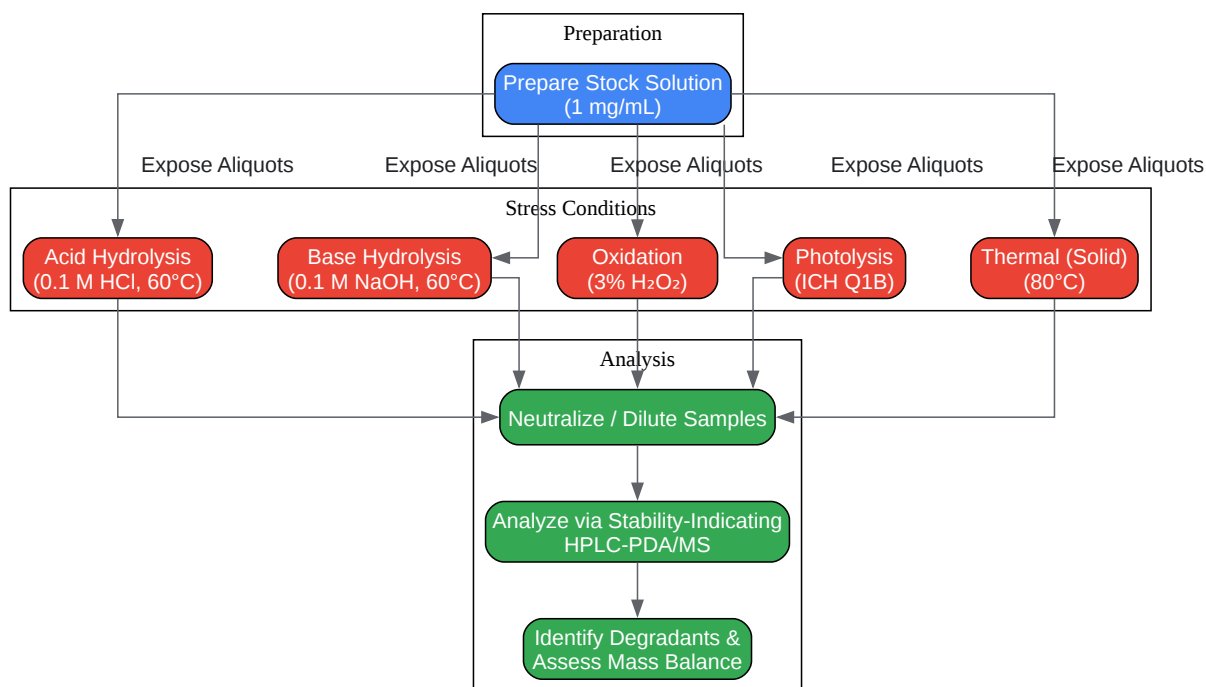 Preparation
Prepare Stock Solution
(1 mg/mL)
Expose Aliquots
Expose Aliquots
Expose Aliquots
Expose Aliquots
Expose Aliquots
Stress Conditions
Acid Hydrolysis
(0.1 M HCl, 60°C)
Base Hydrolysis
(0.1 M NaOH, 60°C)
Oxidation
(3% H₂O₂)
Photolysis
(ICH Q1B)
Thermal (Solid)
(80°C)
Analysis
Neutralize / Dilute Samples
Analyze via Stability-Indicating
HPLC-PDA/MS
Identify Degradants &
Assess Mass Balance